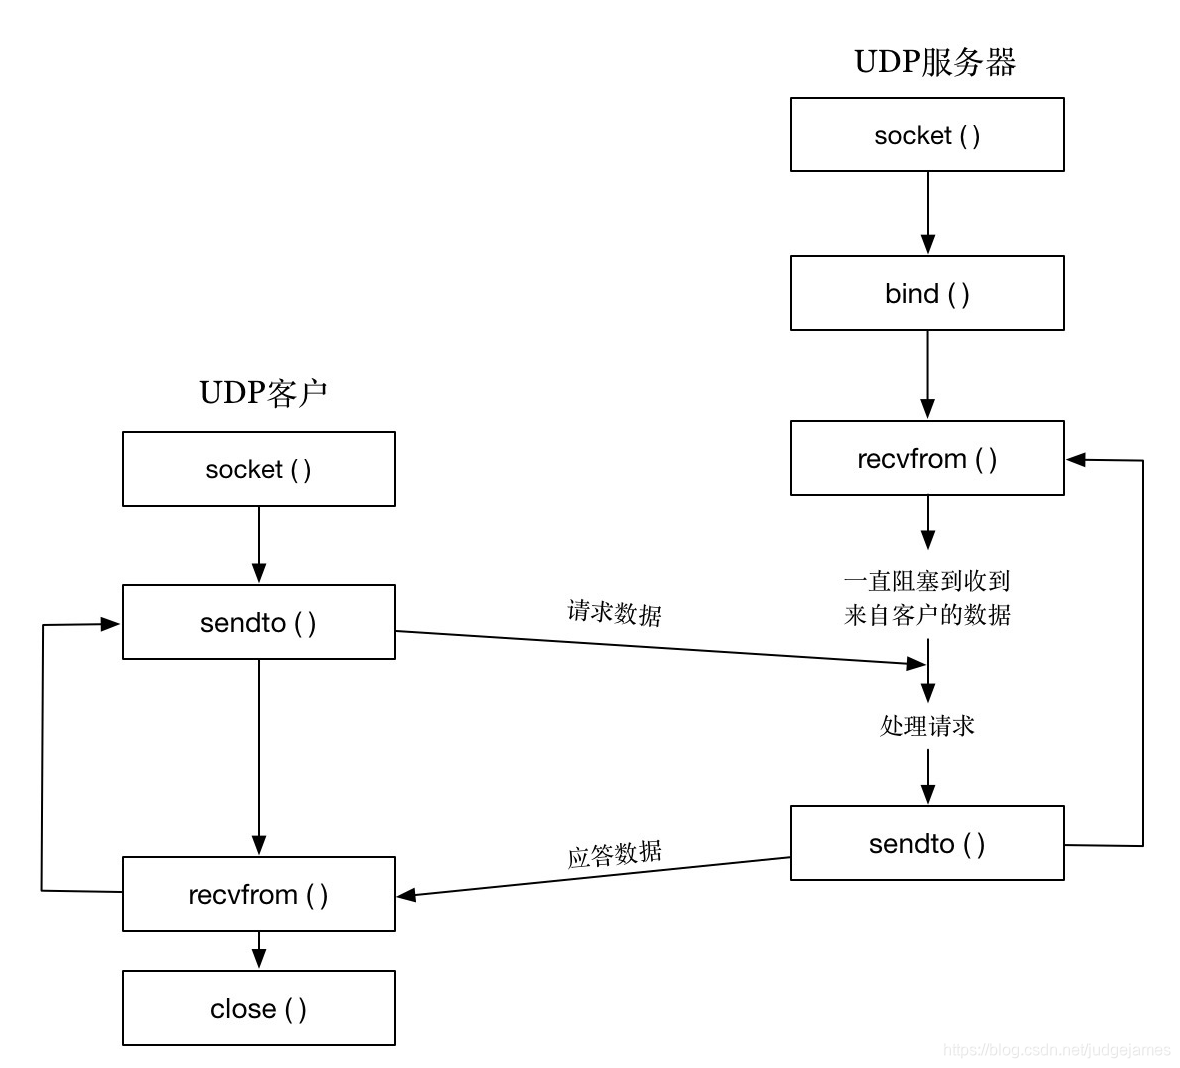 UDP服务器
socket ( )
bind ( )
UDP客户
recvfrom ( )
socket ( )
一直阻塞到收到
来自客户的数据
请求数据
sendto ( )
处理请求
sendto ( )
应答数据
recvfrom ( )
close ( )
https://blog.csdn.net/judgejames